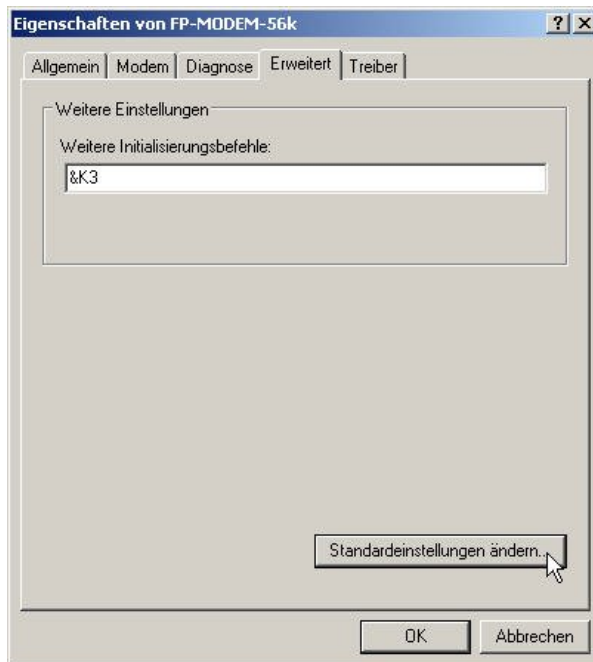 Eigenschaften von FP-MODEM-56k
Allgemein Modem Diagnose Erweitert Treiber
Weitere Einstellungen
Weitere Initialisierungsbefehle:
&K3
Standardeinstellungen ändern...
OK Abbrechen